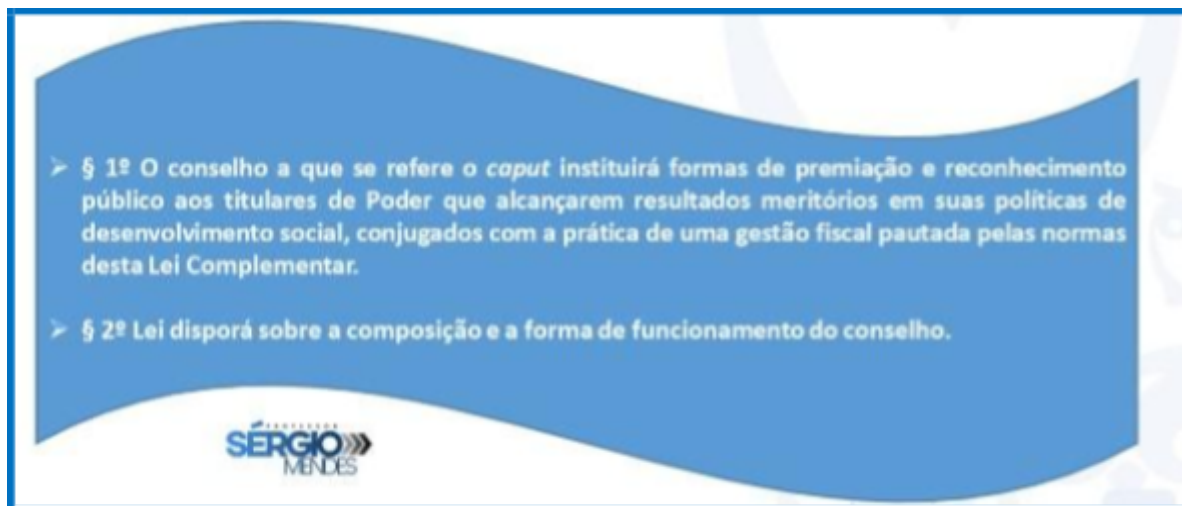 ➢ § 1º O conselho a que se refere o caput instituirá formas de premiação e reconhecimento
público aos titulares de Poder que alcançarem resultados meritórios em suas políticas de
desenvolvimento social, conjugados com a prática de uma gestão fiscal pautada pelas normas
desta Lei Complementar.
➢ § 2º Lei disporá sobre a composição e a forma de funcionamento do conselho.
PROFESSOR
SÉRGIO
MENDES